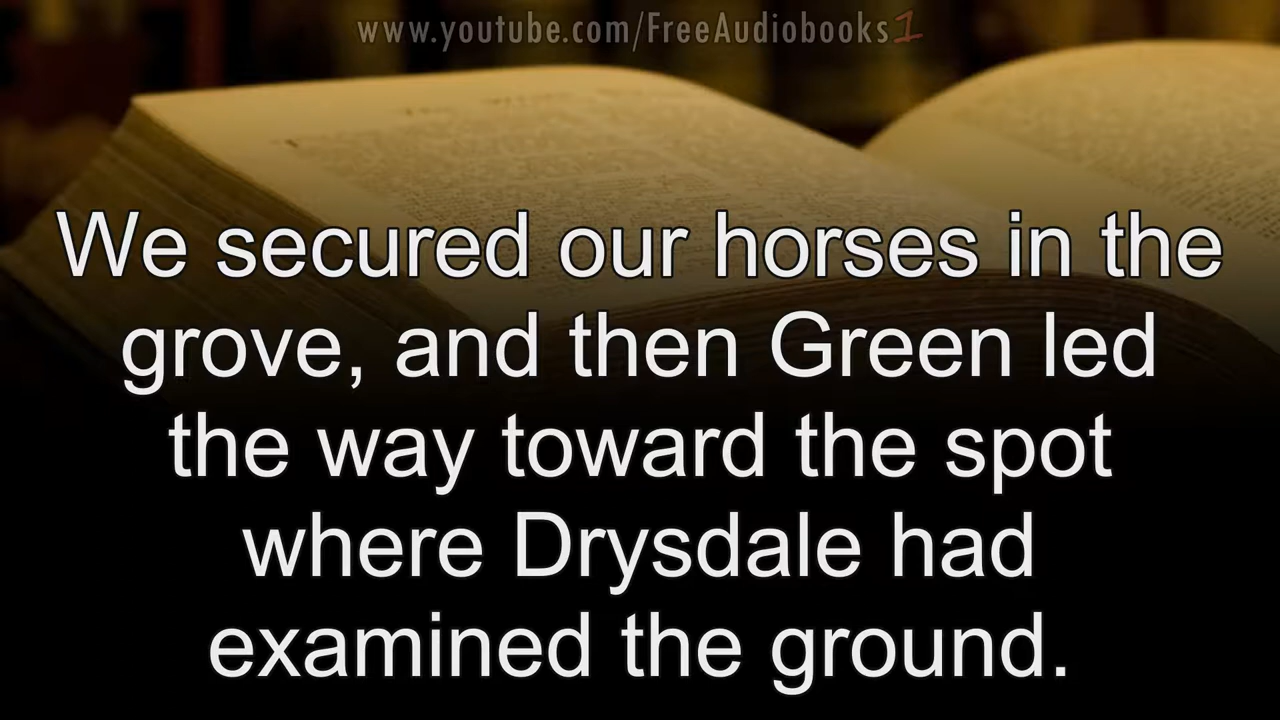 www.youtube.com/FreeAudiobooks1
We secured our horses in the
grove, and then Green led
the way toward the spot
where Drysdale had
examined the ground.